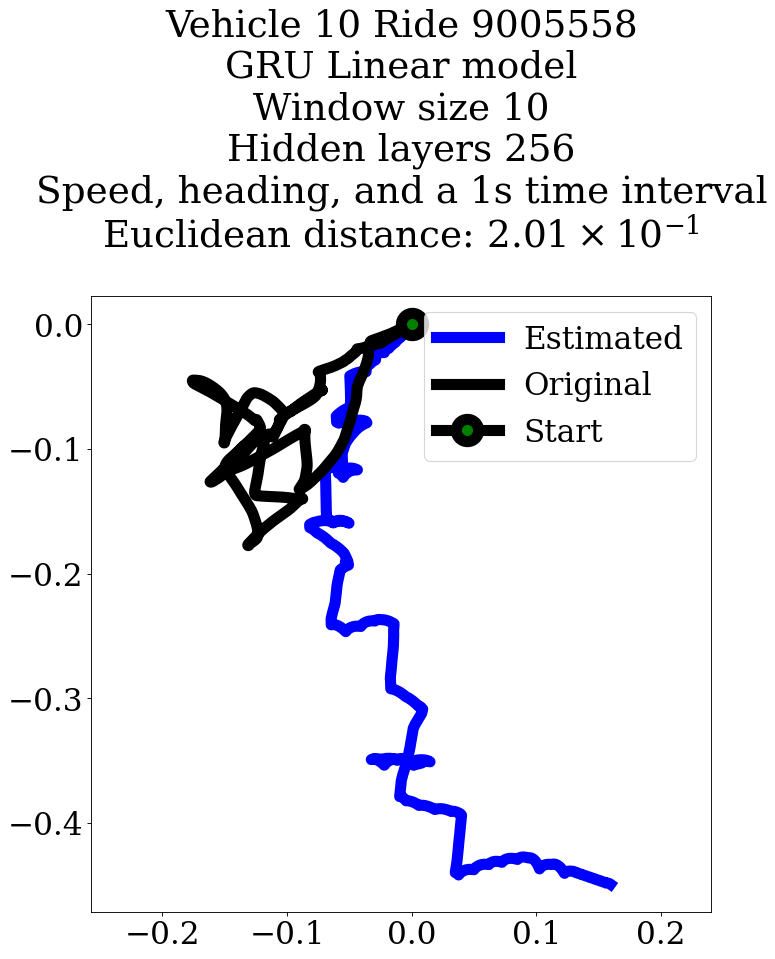 Vehicle 10 Ride 9005558
GRU Linear model
Window size 10
Hidden layers 256
Speed, heading, and a 1s time interval
Euclidean distance: 2.01 × 10⁻¹
Estimated
Original
Start
0.0
−0.1
−0.2
−0.3
−0.4
−0.2 −0.1 0.0 0.1 0.2